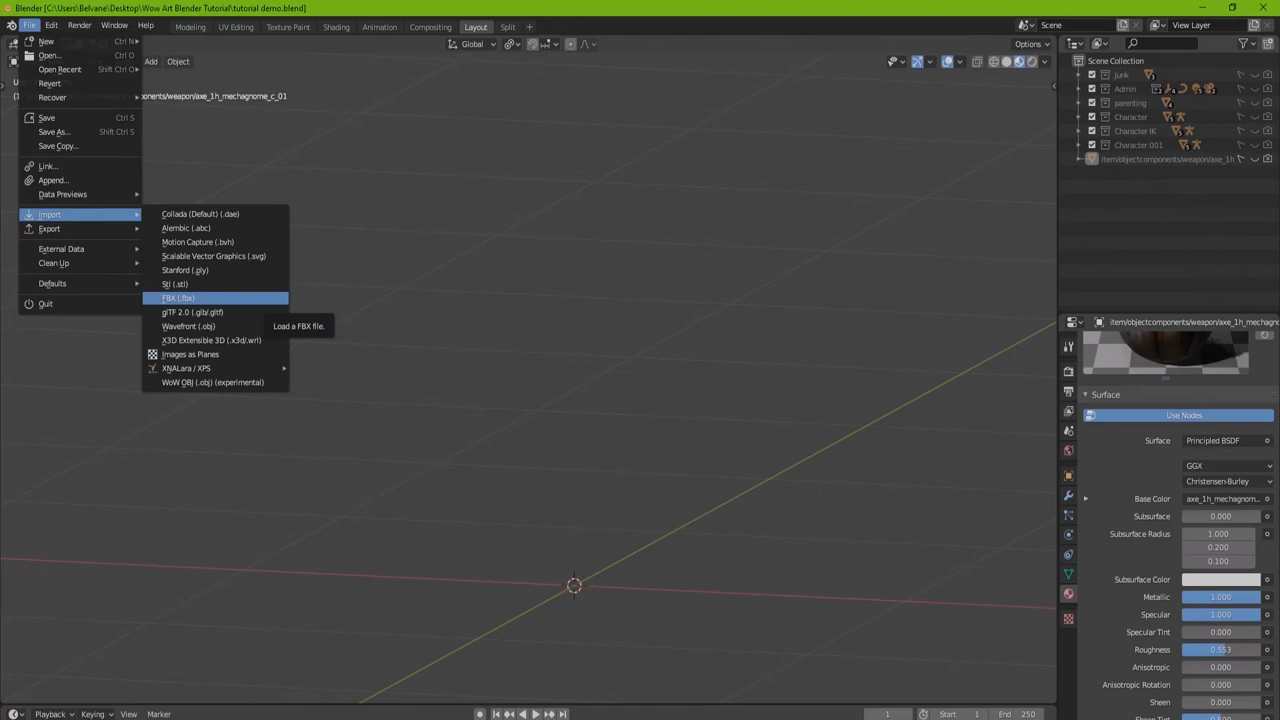 Blender [C:\Users\Belvane\Desktop\Wow Art Blender Tutorial\tutorial demo.blend]
File Edit Render Window Help
Modeling UV Editing Texture Paint Shading Animation Compositing Layout Split
Scene
View Layer
Global
Options
Add Object
omponents/weapon/axe_1h_mechagnome_c_01
New Ctrl N
Open... Ctrl O
Open Recent Shift Ctrl O
Revert
Recover
Save Ctrl S
Save As... Shift Ctrl S
Save Copy...
Link...
Append...
Data Previews
Import
Export
External Data
Clean Up
Defaults
Quit
Collada (Default) (.dae)
Alembic (.abc)
Motion Capture (.bvh)
Scalable Vector Graphics (.svg)
Stanford (.ply)
Stl (.stl)
FBX (.fbx)
glTF 2.0 (.glb/.gltf)
Wavefront (.obj)
X3D Extensible 3D (.x3d/.wrl)
Images as Planes
XNALara / XPS
WoW OBJ (.obj) (experimental)
Load a FBX file.
Scene Collection
Junk
Admin
parenting
Character
Character IK
Character.001
item/objectcomponents/weapon/axe_1h
item/objectcomponents/weapon/axe_1h_mechagno
Surface
Use Nodes
Surface Principled BSDF
GGX
Christensen-Burley
Base Color axe_1h_mechagnom...
Subsurface 0.000
Subsurface Radius 1.000
0.200
0.100
Subsurface Color
Metallic 1.000
Specular 1.000
Specular Tint 0.000
Roughness 0.553
Anisotropic 0.000
Anisotropic Rotation 0.000
Sheen 0.000
Playback Keying View Marker
1
Start 1
End 250